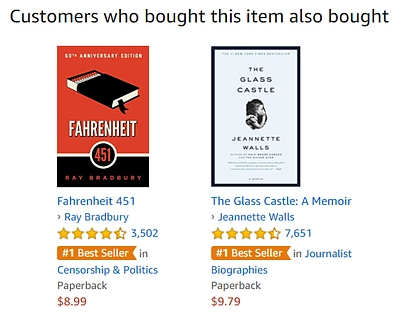 Customers who bought this item also bought
60TH ANNIVERSARY EDITION
FAHRENHEIT
451
RAY BRADBURY
Fahrenheit 451
› Ray Bradbury
3,502
#1 Best Seller in
Censorship & Politics
Paperback
$8.99
THE
GLASS
CASTLE
JEANNETTE
WALLS
A MEMOIR
The Glass Castle: A Memoir
› Jeannette Walls
7,651
#1 Best Seller in Journalist
Biographies
Paperback
$9.79